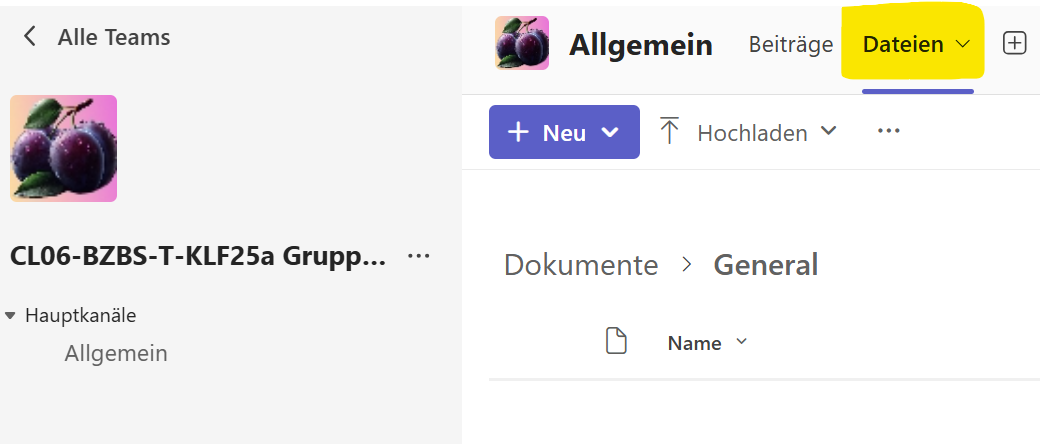 Alle Teams
CL06-BZBS-T-KLF25a Grupp...
Hauptkanäle
Allgemein
Allgemein Beiträge Dateien
Neu Hochladen
Dokumente > General
Name